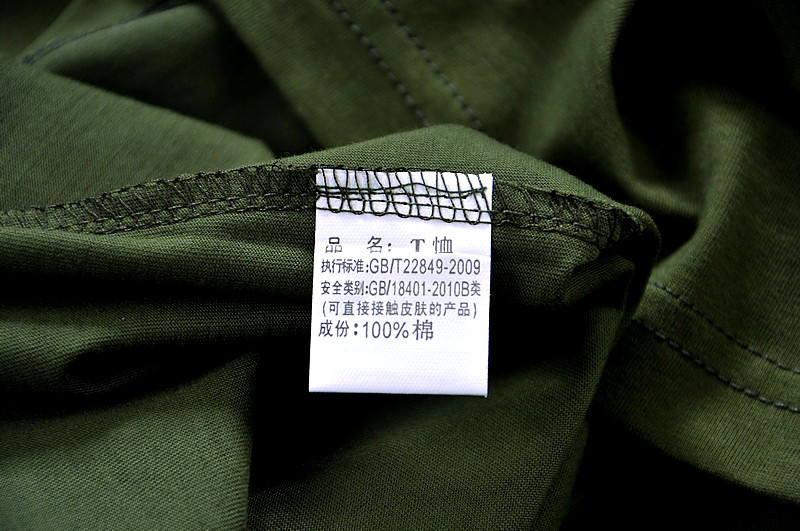 品 名: T恤
执行标准:GB/T22849-2009
安全类别:GB/18401-2010B类
(可直接接触皮肤的产品)
成份:100%棉